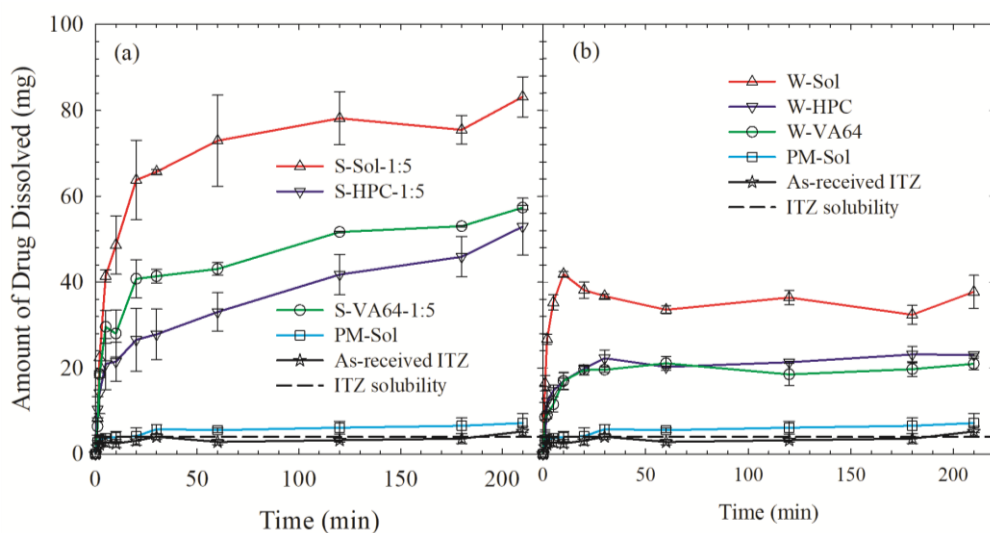 100
80
60
40
20
0
Amount of Drug Dissolved (mg)
(a)
S-Sol-1:5
S-HPC-1:5
S-VA64-1:5
PM-Sol
As-received ITZ
ITZ solubility
0 50 100 150 200
Time (min)
(b)
W-Sol
W-HPC
W-VA64
PM-Sol
As-received ITZ
ITZ solubility
0 50 100 150 200
Time (min)